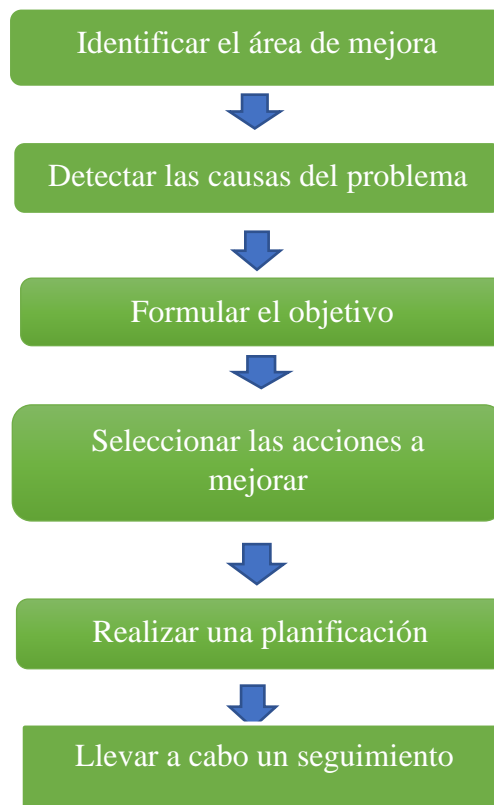 Identificar el área de mejora
Detectar las causas del problema
Formular el objetivo
Seleccionar las acciones a
mejorar
Realizar una planificación
Llevar a cabo un seguimiento